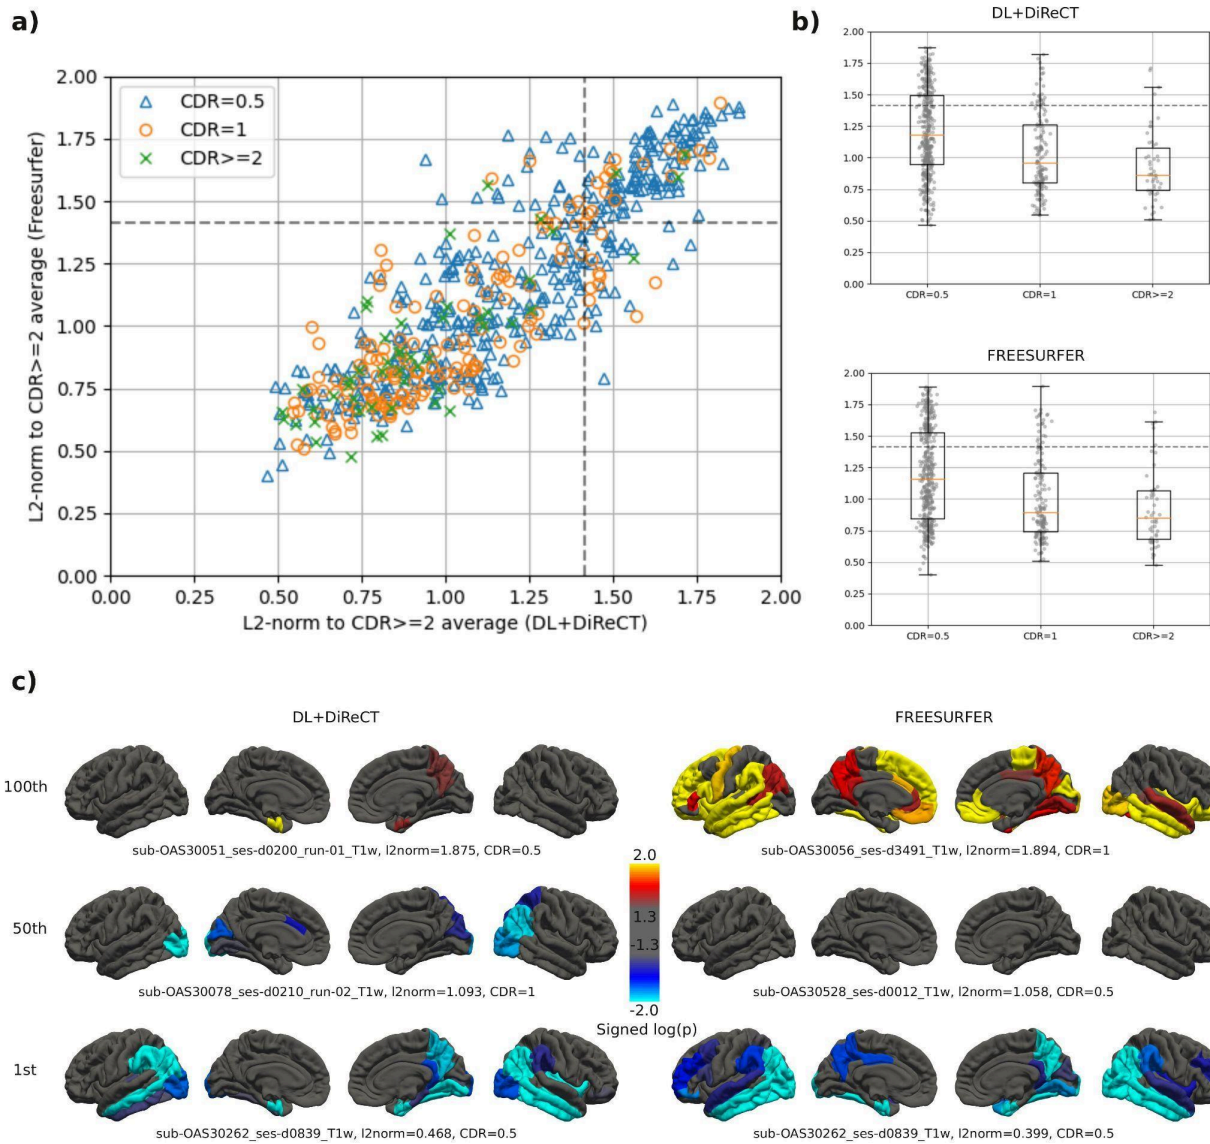 a)
L2-norm to CDR>=2 average (Freesurfer)
2.00
1.75
1.50
1.25
1.00
0.75
0.50
0.25
0.00
CDR=0.5
CDR=1
CDR>=2
0.00 0.25 0.50 0.75 1.00 1.25 1.50 1.75 2.00
L2-norm to CDR>=2 average (DL+DiReCT)
b)
DL+DiReCT
2.00
1.75
1.50
1.25
1.00
0.75
0.50
0.25
0.00
CDR=0.5 CDR=1 CDR>=2
FREESURFER
2.00
1.75
1.50
1.25
1.00
0.75
0.50
0.25
0.00
CDR=0.5 CDR=1 CDR>=2
c)
DL+DiReCT FREESURFER
100th
sub-OAS30051_ses-d0200_run-01_T1w, l2norm=1.875, CDR=0.5
sub-OAS30056_ses-d3491_T1w, l2norm=1.894, CDR=1
50th
sub-OAS30078_ses-d0210_run-02_T1w, l2norm=1.093, CDR=1
sub-OAS30528_ses-d0012_T1w, l2norm=1.058, CDR=0.5
2.0
1.3
-1.3
-2.0
Signed log(p)
1st
sub-OAS30262_ses-d0839_T1w, l2norm=0.468, CDR=0.5
sub-OAS30262_ses-d0839_T1w, l2norm=0.399, CDR=0.5